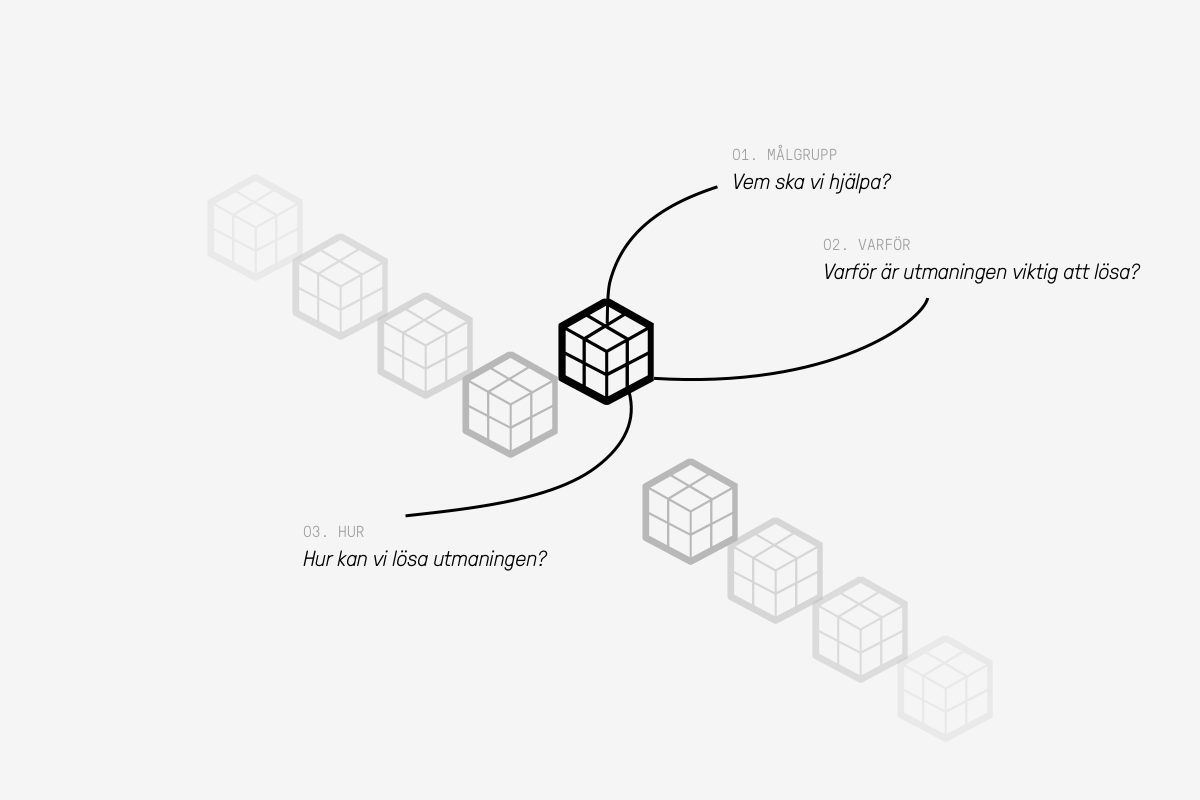 01. MÅLGRUPP
Vem ska vi hjälpa?
02. VARFÖR
Varför är utmaningen viktig att lösa?
03. HUR
Hur kan vi lösa utmaningen?